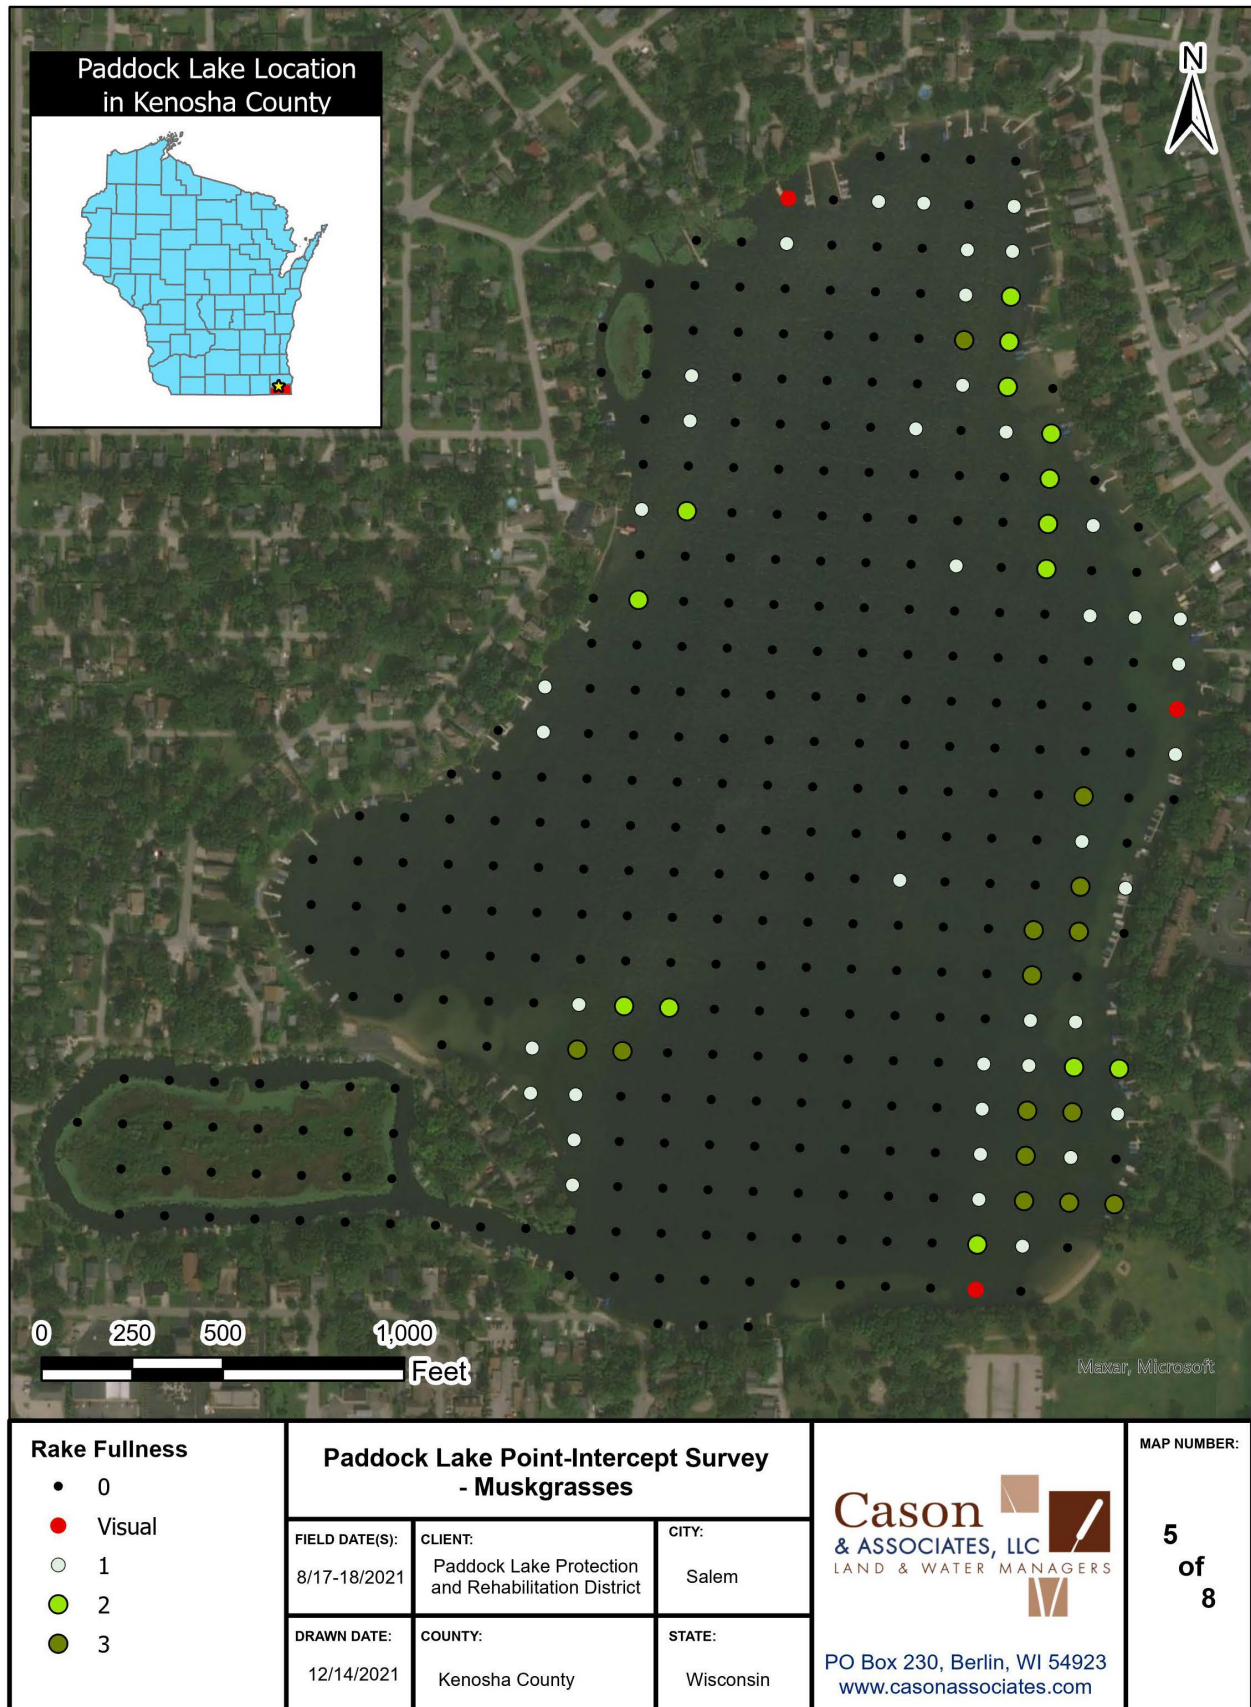 Paddock Lake Location
in Kenosha County
N
0 250 500 1,000
Feet
Maxar, Microsoft
Rake Fullness
0
Visual
1
2
3
Paddock Lake Point-Intercept Survey
- Muskgrasses
FIELD DATE(S):
8/17-18/2021
CLIENT:
Paddock Lake Protection
and Rehabilitation District
CITY:
Salem
DRAWN DATE:
12/14/2021
COUNTY:
Kenosha County
STATE:
Wisconsin
Cason
& ASSOCIATES, LLC
LAND & WATER MANAGERS
PO Box 230, Berlin, WI 54923
www.casonassociates.com
MAP NUMBER:
5
of
8